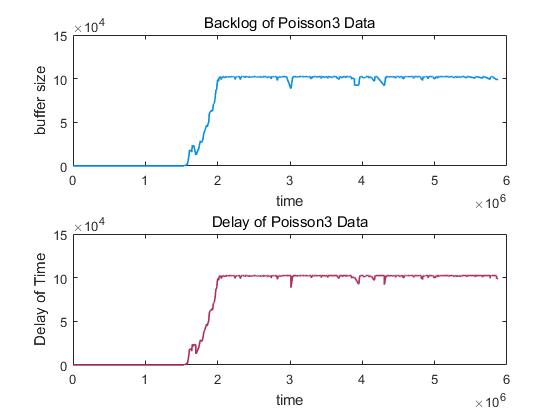 Backlog of Poisson3 Data
×10^4
15
10
5
0
buffer size
0 1 2 3 4 5 6
time
×10^6
Delay of Poisson3 Data
×10^4
15
10
5
0
Delay of Time
0 1 2 3 4 5 6
time
×10^6